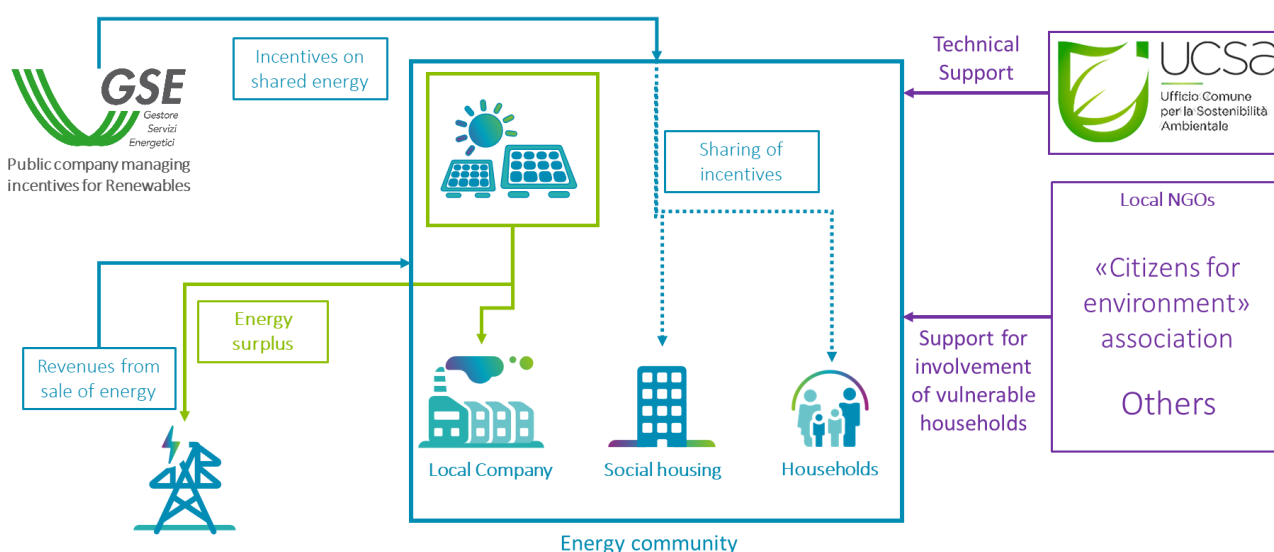 GSE
Gestore
Servizi
Energetici
Public company managing
incentives for Renewables
Incentives on
shared energy
Sharing of
incentives
Technical
Support
UCSa
Ufficio Comune
per la Sostenibilità
Ambientale
Local NGOs
«Citizens for
environment»
association
Others
Support for
involvement
of vulnerable
households
Energy
surplus
Revenues from
sale of energy
Local Company
Social housing
Households
Energy community